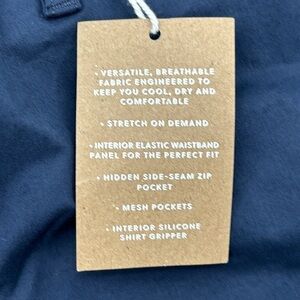 • VERSATILE, BREATHABLE
FABRIC ENGINEERED TO
KEEP YOU COOL, DRY AND
COMFORTABLE
• STRETCH ON DEMAND
• INTERIOR ELASTIC WAISTBAND
PANEL FOR THE PERFECT FIT
• HIDDEN SIDE-SEAM ZIP
POCKET
• MESH POCKETS
• INTERIOR SILICONE
SHIRT GRIPPER